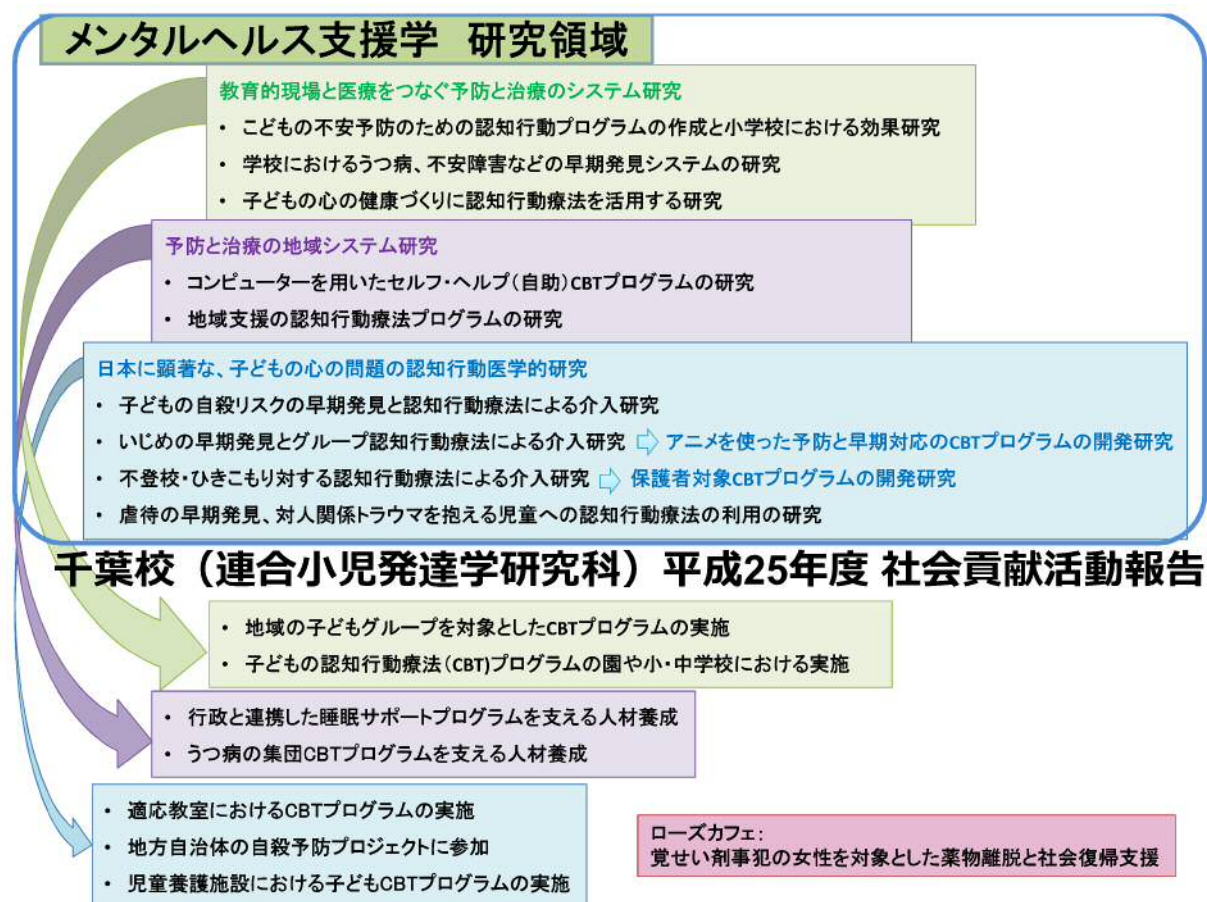 メンタルヘルス支援学 研究領域
教育的現場と医療をつなぐ予防と治療のシステム研究
• こどもの不安予防のための認知行動プログラムの作成と小学校における効果研究
• 学校におけるうつ病、不安障害などの早期発見システムの研究
• 子どもの心の健康づくりに認知行動療法を活用する研究
予防と治療の地域システム研究
• コンピューターを用いたセルフ・ヘルプ(自助)CBTプログラムの研究
• 地域支援の認知行動療法プログラムの研究
日本に顕著な、子どもの心の問題の認知行動医学的研究
• 子どもの自殺リスクの早期発見と認知行動療法による介入研究
• いじめの早期発見とグループ認知行動療法による介入研究 ⇨ アニメを使った予防と早期対応のCBTプログラムの開発研究
• 不登校・ひきこもり対する認知行動療法による介入研究 ⇨ 保護者対象CBTプログラムの開発研究
• 虐待の早期発見、対人関係トラウマを抱える児童への認知行動療法の利用の研究
千葉校（連合小児発達学研究科）平成25年度 社会貢献活動報告
• 地域の子どもグループを対象としたCBTプログラムの実施
• 子どもの認知行動療法(CBT)プログラムの園や小・中学校における実施
• 行政と連携した睡眠サポートプログラムを支える人材養成
• うつ病の集団CBTプログラムを支える人材養成
• 適応教室におけるCBTプログラムの実施
• 地方自治体の自殺予防プロジェクトに参加
• 児童養護施設における子どもCBTプログラムの実施
ローズカフェ：
覚せい剤事犯の女性を対象とした薬物離脱と社会復帰支援